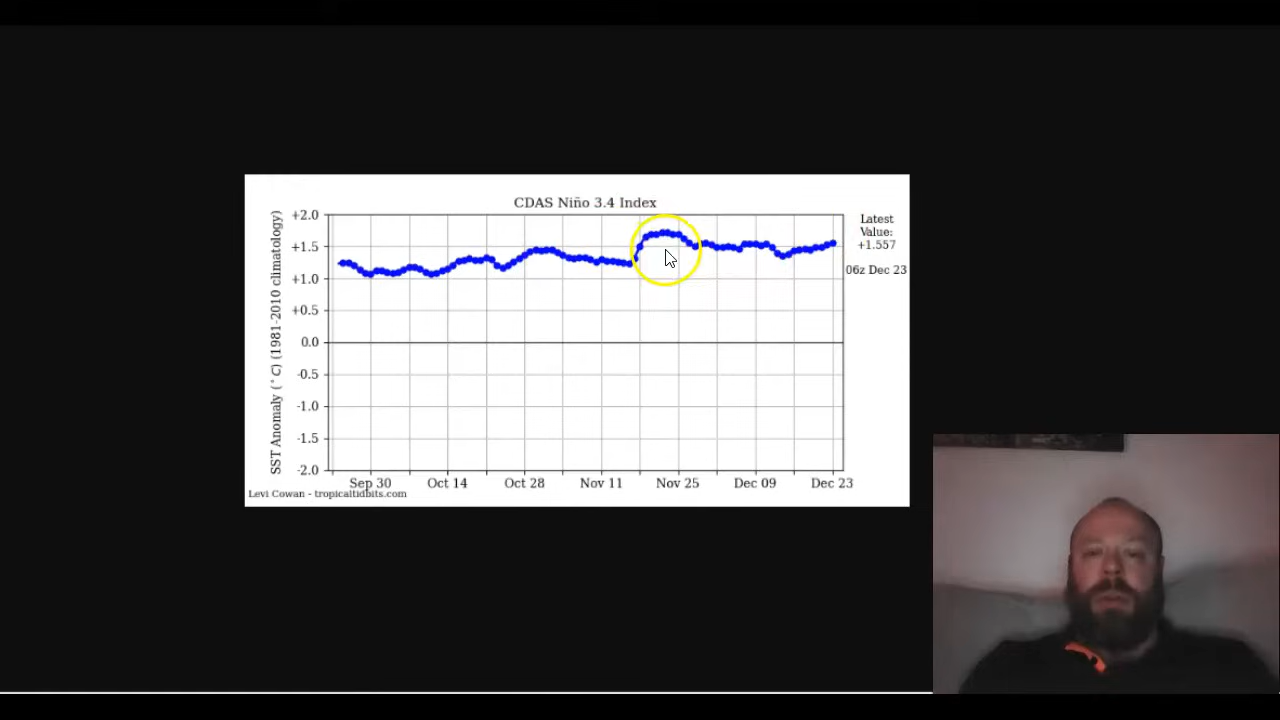 CDAS Niño 3.4 Index
SST Anomaly (°C) (1981-2010 climatology)
+2.0
+1.5
+1.0
+0.5
0.0
-0.5
-1.0
-1.5
-2.0
Sep 30
Oct 14
Oct 28
Nov 11
Nov 25
Dec 09
Dec 23
Latest
Value:
+1.557
06z Dec 23
Levi Cowan - tropicaltidbits.com